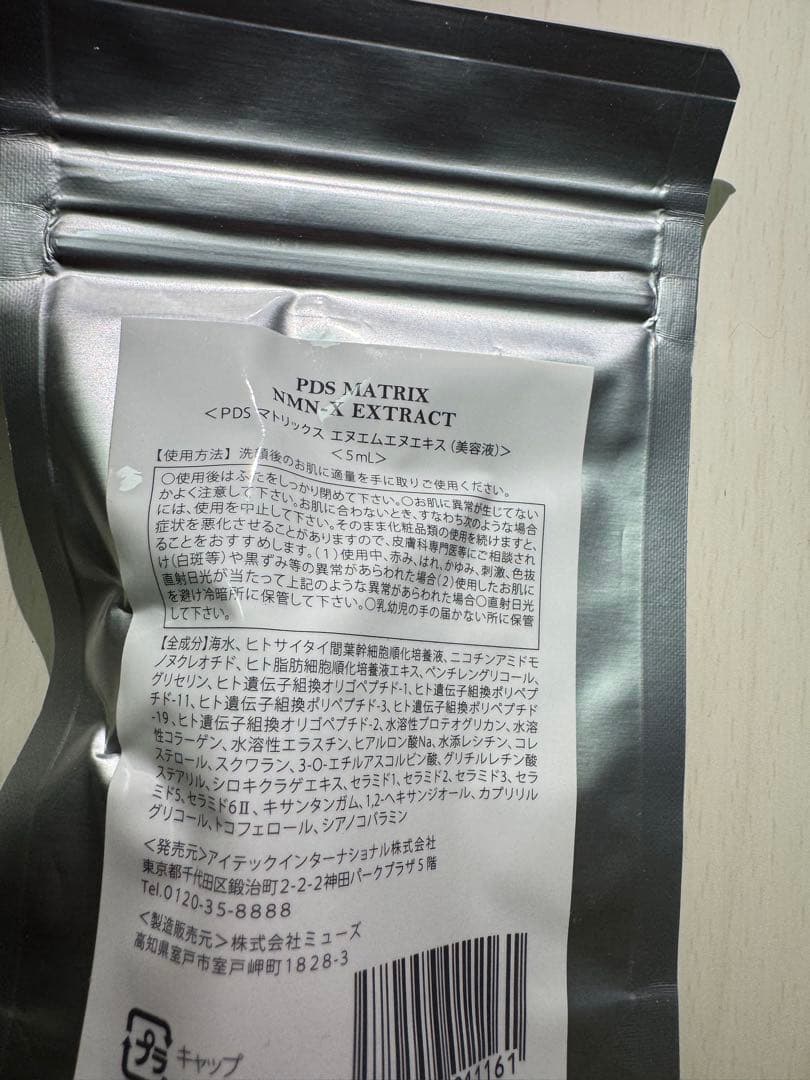 PDS MATRIX
NMN-X EXTRACT
<PDS マトリックス エヌエムエヌエキス(美容液)>
<5mL>
【使用方法】洗顔後のお肌に適量を手に取りご使用ください。
○使用後はふたをしっかり閉めて下さい。○お肌に異常が生じてない
かよく注意して下さい。お肌に合わないとき、すなわち次のような場合
には、使用を中止して下さい。そのまま化粧品類の使用を続けますと、
症状を悪化させることがありますので、皮膚科専門医等にご相談され
ることをおすすめします。(1)使用中、赤み、はれ、かゆみ、刺激、色抜
け(白斑等)や黒ずみ等の異常があらわれた場合(2)使用したお肌に
直射日光が当たって上記のような異常があらわれた場合○直射日光
を避け冷暗所に保管して下さい。○乳幼児の手の届かない所に保管
して下さい。
【全成分】海水、ヒトサイタイ間葉幹細胞順化培養液、ニコチンアミドモ
ノヌクレオチド、ヒト脂肪細胞順化培養液エキス、ペンチレングリコール、
グリセリン、ヒト遺伝子組換オリゴペプチド-1、ヒト遺伝子組換ポリペプ
チド-11、ヒト遺伝子組換ポリペプチド-3、ヒト遺伝子組換ポリペプチド
-19、ヒト遺伝子組換オリゴペプチド-2、水溶性プロテオグリカン、水溶
性コラーゲン、水溶性エラスチン、ヒアルロン酸Na、水添レシチン、コレ
ステロール、スクワラン、3-O-エチルアスコルビン酸、グリチルレチン酸
ステアリル、シロキクラゲエキス、セラミド1、セラミド2、セラミド3、セラ
ミド5、セラミド6Ⅱ、キサンタンガム、1,2-ヘキサンジオール、カプリリル
グリコール、トコフェロール、シアノコバラミン
<発売元>アイテックインターナショナル株式会社
東京都千代田区鍛冶町2-2-2神田パークプラザ5階
Tel.0120-35-8888
<製造販売元>株式会社ミューズ
高知県室戸市室戸岬町1828-3
プラ キャップ